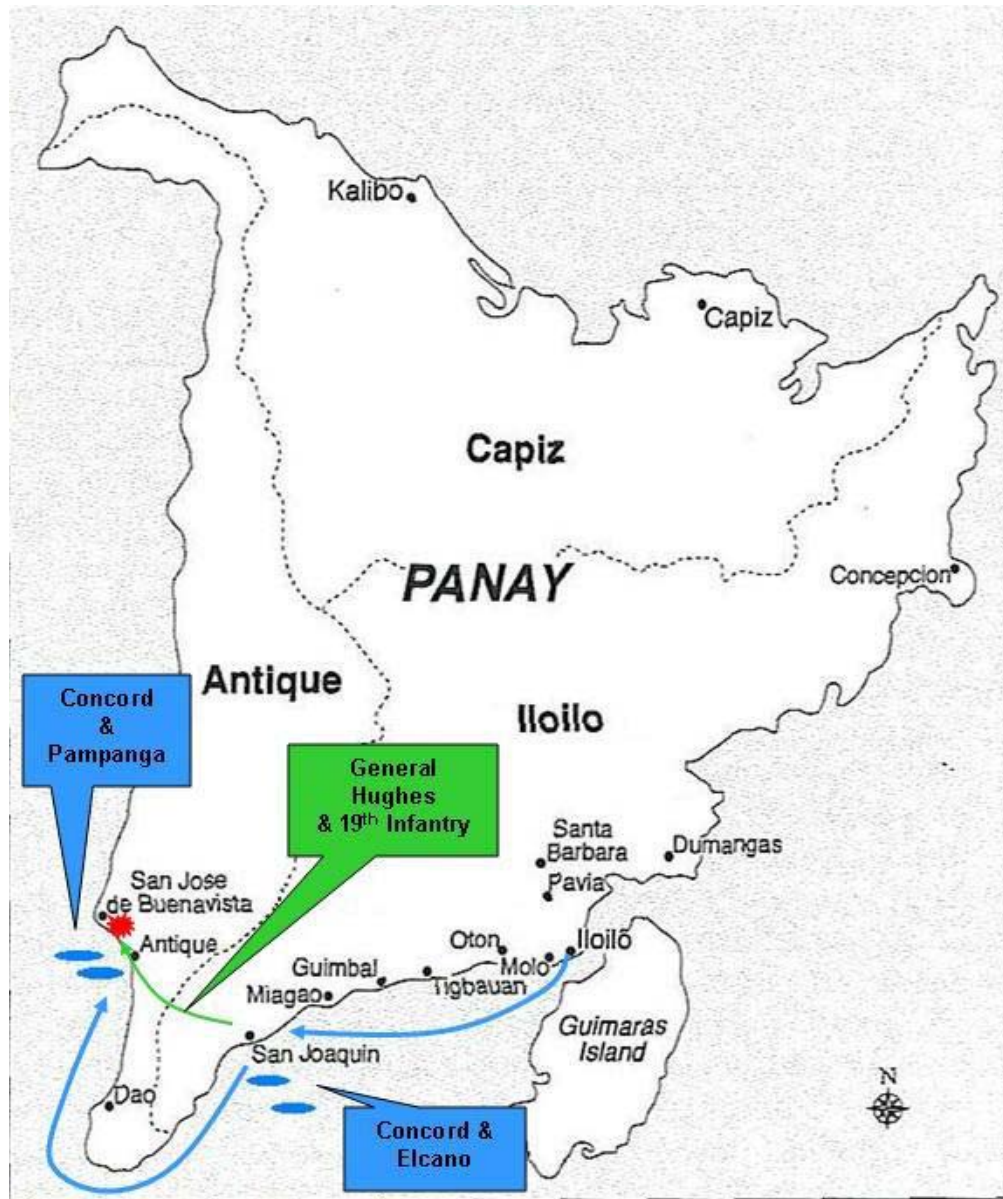 Kalibo
Capiz
Capiz
PANAY
Concepcion
Antique
Iloilo
Concord
&
Pampanga
General
Hughes
& 19th Infantry
Santa
Barbara
Dumangas
Pavia
San Jose
de Buenavista
Antique
Oton
Iloilo
Molo
Guimbal
Tigbauan
Miagao
Guimaras
Island
San Joaquin
N
Dao
Concord &
Elcano